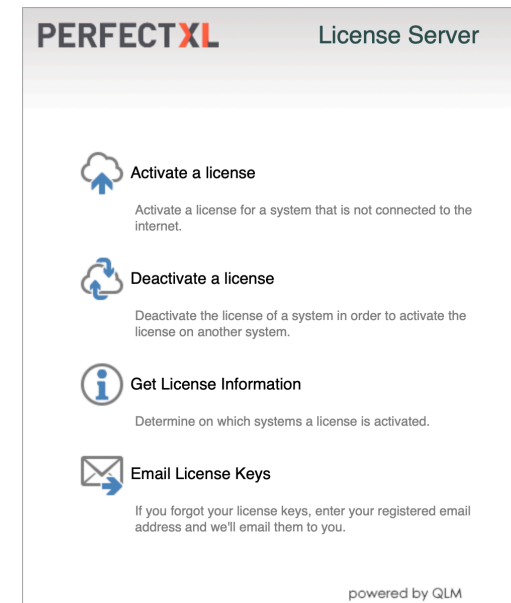 PERFECTXL
License Server
Activate a license
Activate a license for a system that is not connected to the
internet.
Deactivate a license
Deactivate the license of a system in order to activate the
license on another system.
Get License Information
Determine on which systems a license is activated.
Email License Keys
If you forgot your license keys, enter your registered email
address and we'll email them to you.
powered by QLM